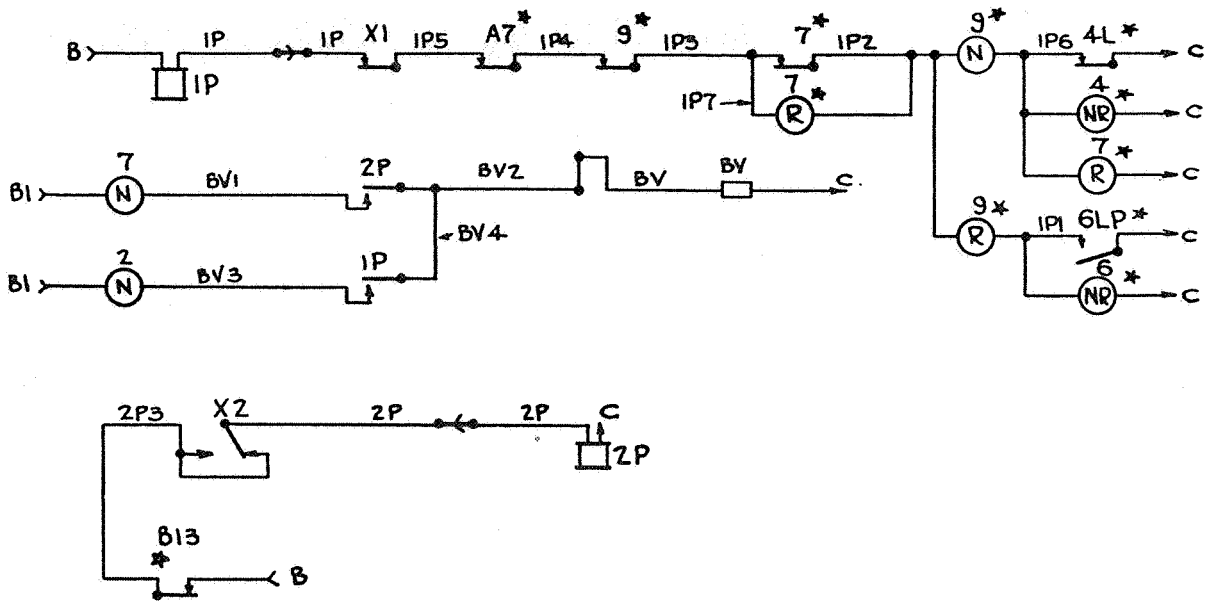 B 1P 1P X1 1P5 A7* 1P4 9* 1P3 7* 1P2 9* N 1P6 4L* C
1P 1P7 7* R 4* NR C
7* R C
B1 7 N BV1 2P BV2 BV BV C
9* R 1P1 6LP* C
BV4
B1 2 N BV3 1P 6* NR C
2P3 X2 2P 2P C
2P
B13*
B